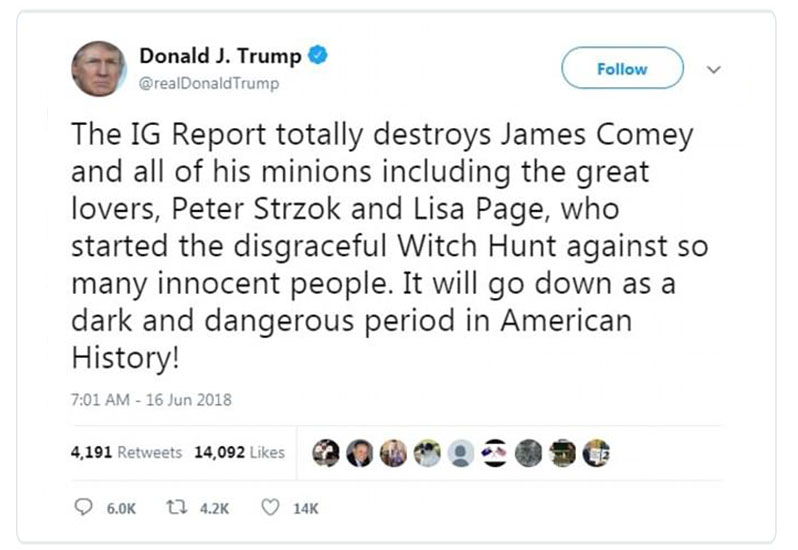 Donald J. Trump
@realDonaldTrump
Follow
The IG Report totally destroys James Comey
and all of his minions including the great
lovers, Peter Strzok and Lisa Page, who
started the disgraceful Witch Hunt against so
many innocent people. It will go down as a
dark and dangerous period in American
History!
7:01 AM - 16 Jun 2018
4,191 Retweets 14,092 Likes
6.0K 4.2K 14K